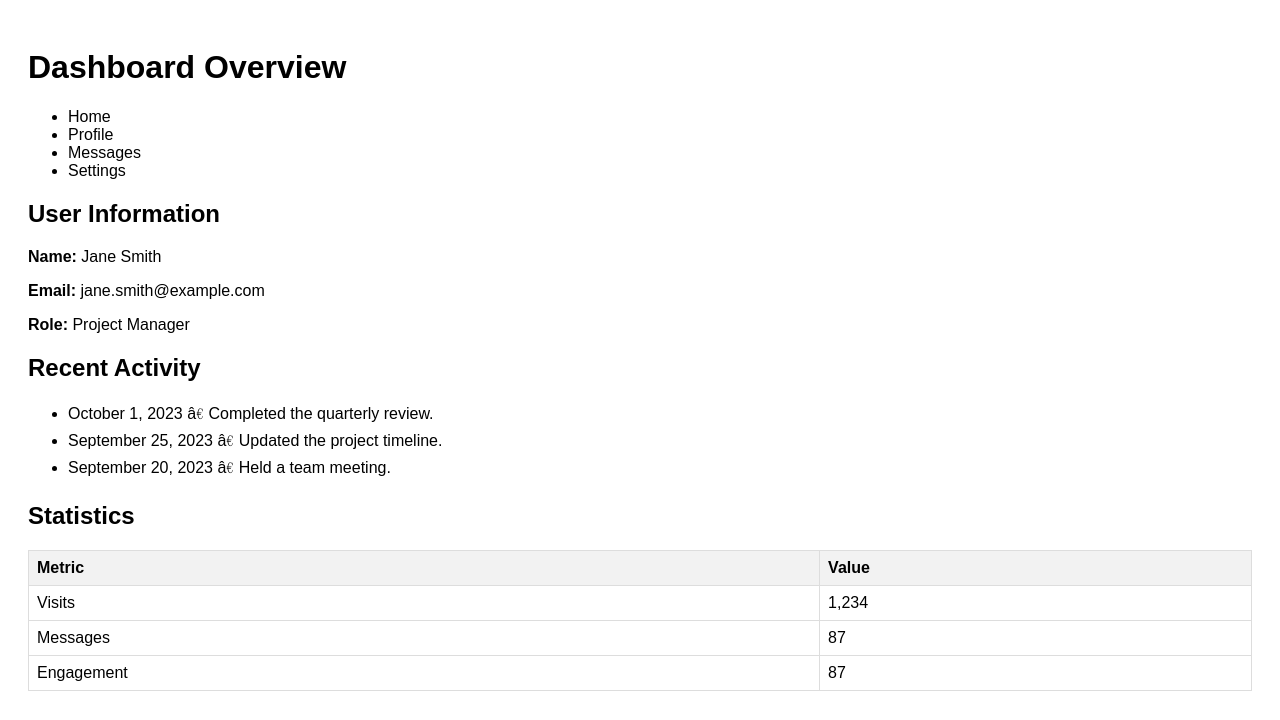 Dashboard Overview
Home
Profile
Messages
Settings
User Information
Name: Jane Smith
Email: jane.smith@example.com
Role: Project Manager
Recent Activity
October 1, 2023 â€ Completed the quarterly review.
September 25, 2023 â€ Updated the project timeline.
September 20, 2023 â€ Held a team meeting.
Statistics
Metric Value
Visits 1,234
Messages 87
Engagement 87